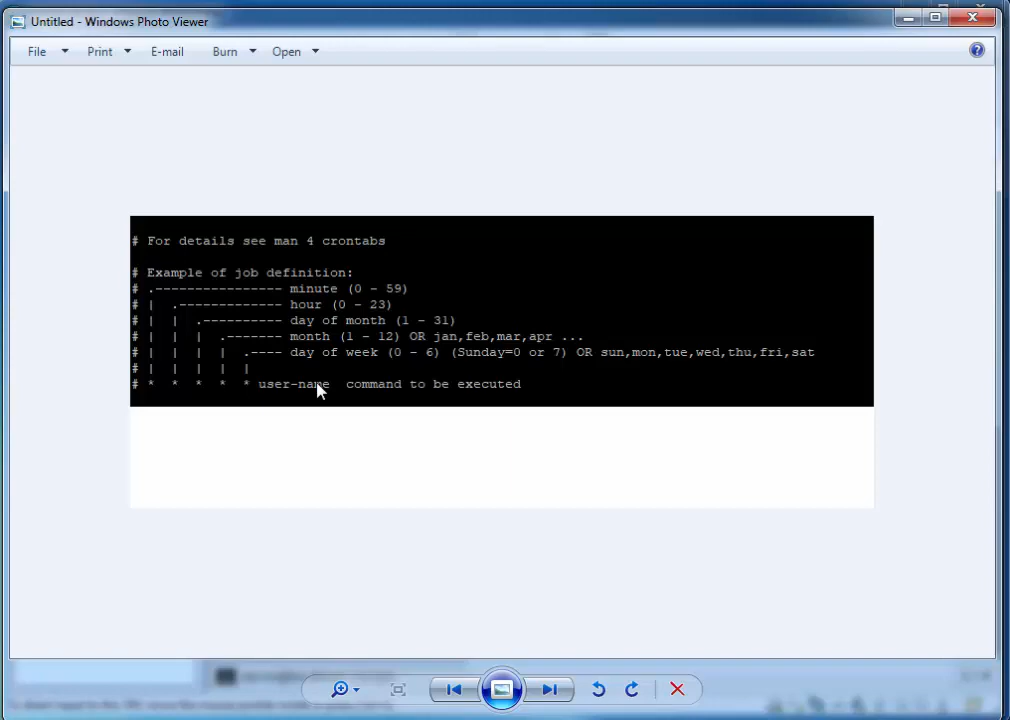 Untitled - Windows Photo Viewer
File Print E-mail Burn Open
# For details see man 4 crontabs
# Example of job definition:
# .---------------- minute (0 - 59)
# | .------------- hour (0 - 23)
# | | .---------- day of month (1 - 31)
# | | | .------- month (1 - 12) OR jan,feb,mar,apr ...
# | | | | .---- day of week (0 - 6) (Sunday=0 or 7) OR sun,mon,tue,wed,thu,fri,sat
# | | | | |
# * * * * * user-name command to be executed